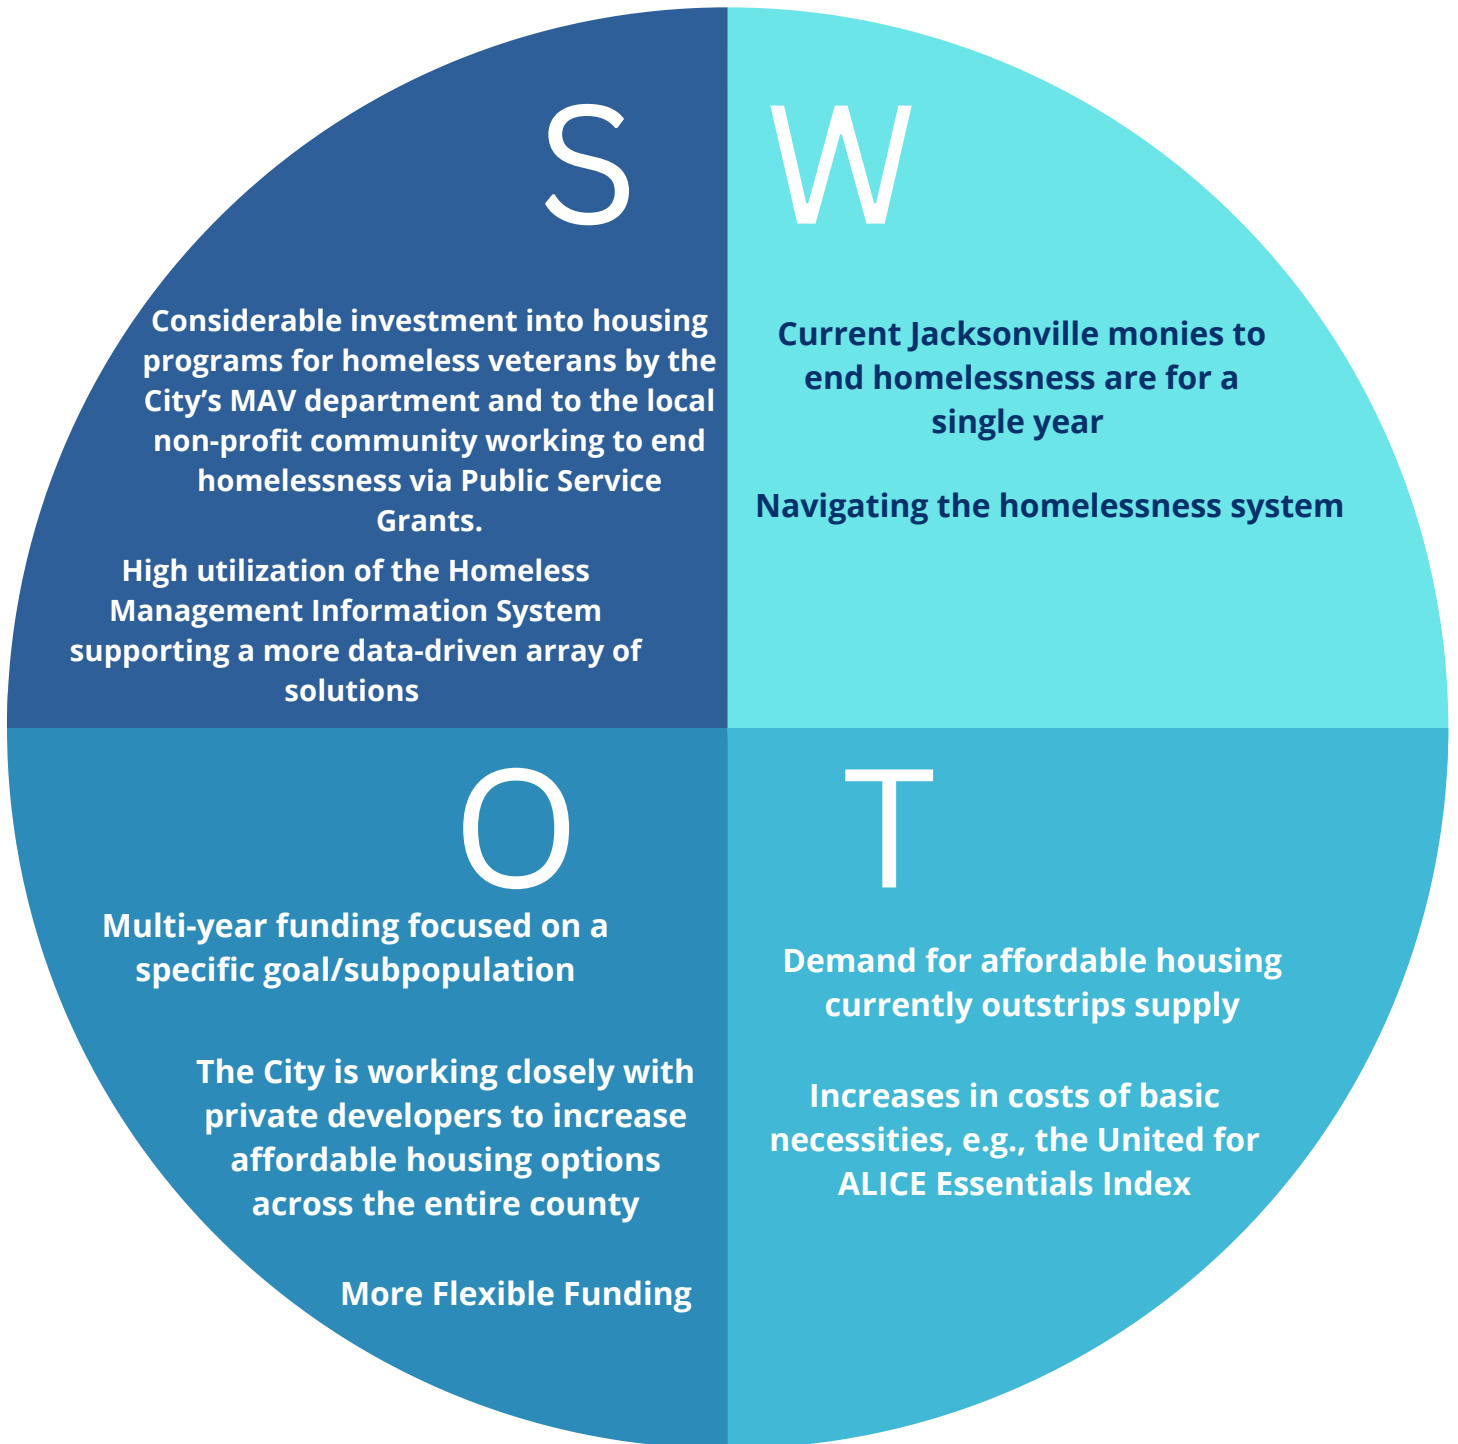 S
Considerable investment into housing
programs for homeless veterans by the
City’s MAV department and to the local
non-profit community working to end
homelessness via Public Service
Grants.
High utilization of the Homeless
Management Information System
supporting a more data-driven array of
solutions
W
Current Jacksonville monies to
end homelessness are for a
single year
Navigating the homelessness system
O
Multi-year funding focused on a
specific goal/subpopulation
The City is working closely with
private developers to increase
affordable housing options
across the entire county
More Flexible Funding
T
Demand for affordable housing
currently outstrips supply
Increases in costs of basic
necessities, e.g., the United for
ALICE Essentials Index